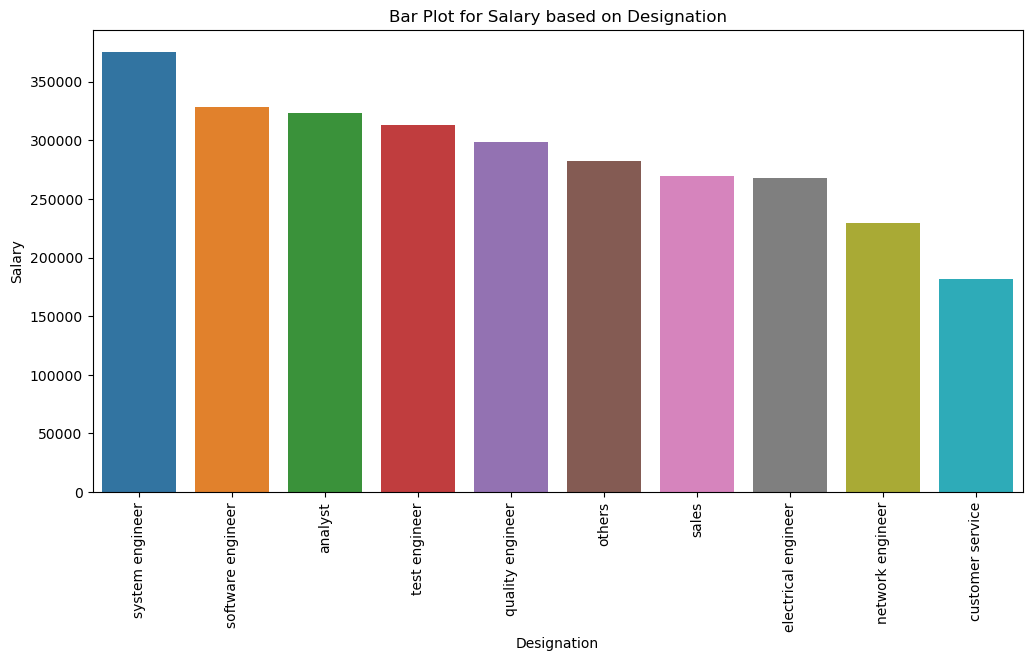 Bar Plot for Salary based on Designation
Salary
350000
300000
250000
200000
150000
100000
50000
0
system engineer
software engineer
analyst
test engineer
quality engineer
others
sales
electrical engineer
network engineer
customer service
Designation